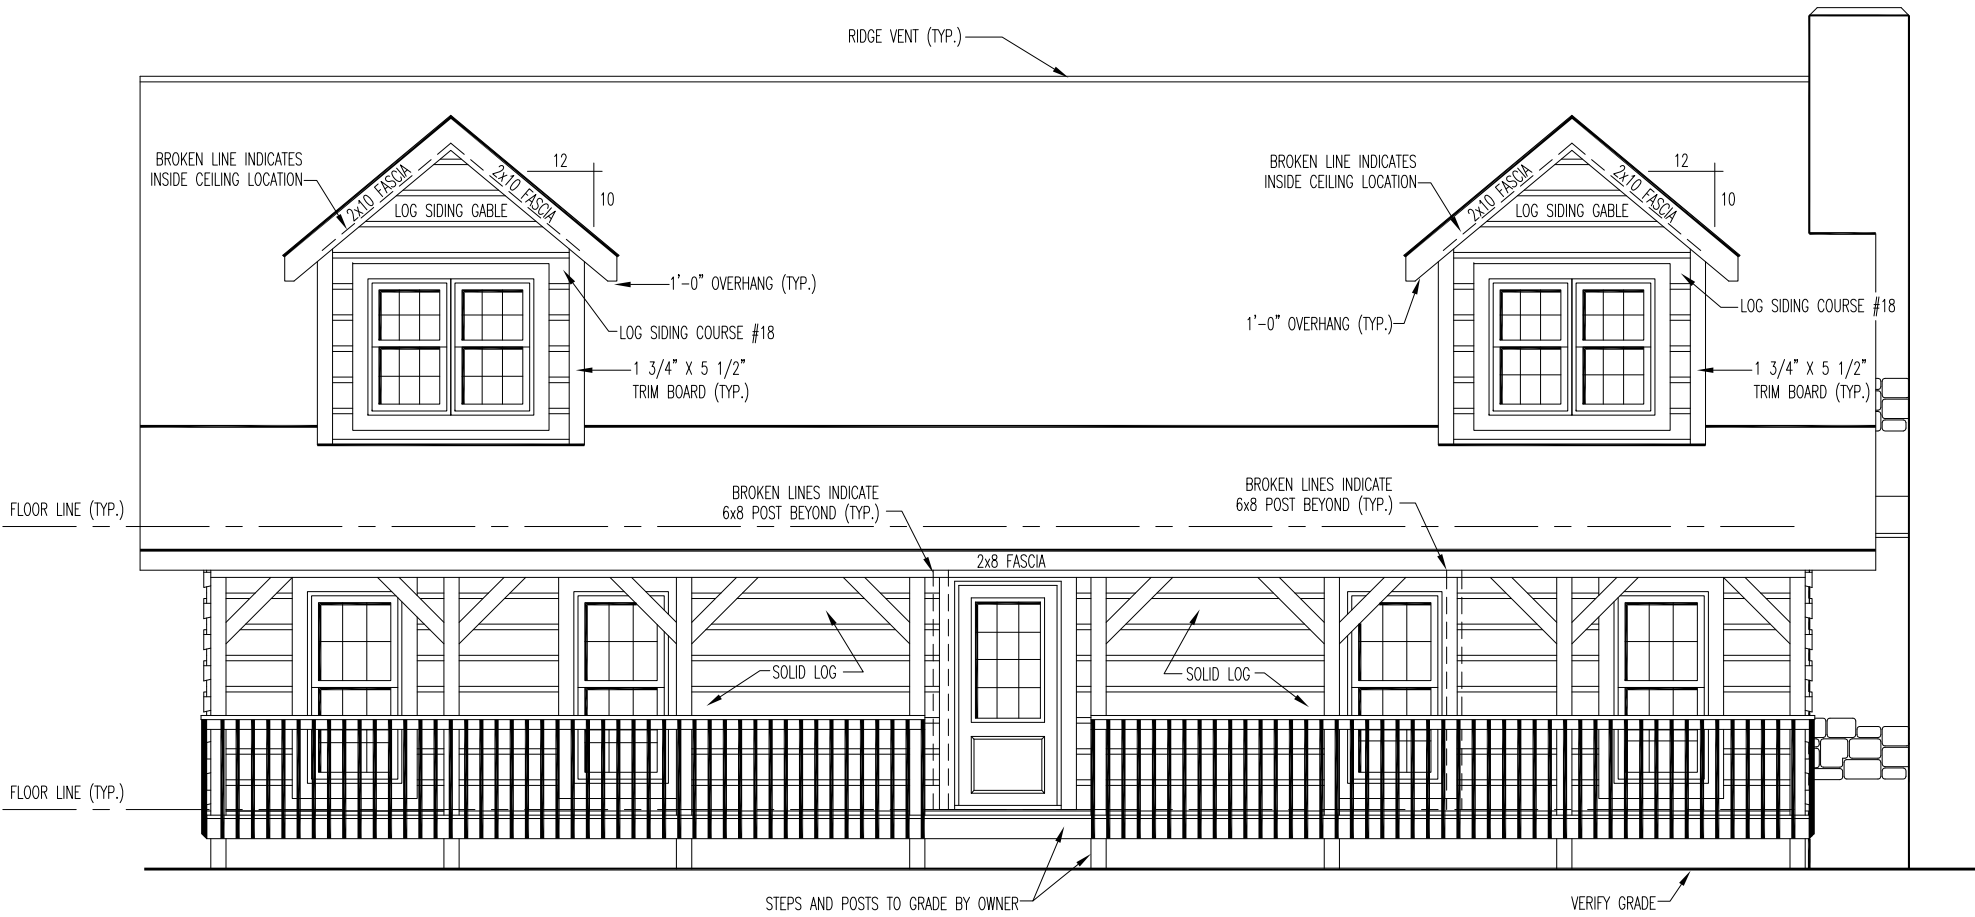 RIDGE VENT (TYP.)
BROKEN LINE INDICATES
INSIDE CEILING LOCATION
2x10 FASCIA
2x10 FASCIA
12
10
LOG SIDING GABLE
1'-0" OVERHANG (TYP.)
LOG SIDING COURSE #18
1 3/4" X 5 1/2"
TRIM BOARD (TYP.)
BROKEN LINE INDICATES
INSIDE CEILING LOCATION
2x10 FASCIA
2x10 FASCIA
12
10
LOG SIDING GABLE
1'-0" OVERHANG (TYP.)
LOG SIDING COURSE #18
1 3/4" X 5 1/2"
TRIM BOARD (TYP.)
FLOOR LINE (TYP.)
BROKEN LINES INDICATE
6x8 POST BEYOND (TYP.)
BROKEN LINES INDICATE
6x8 POST BEYOND (TYP.)
2x8 FASCIA
SOLID LOG
SOLID LOG
FLOOR LINE (TYP.)
STEPS AND POSTS TO GRADE BY OWNER
VERIFY GRADE